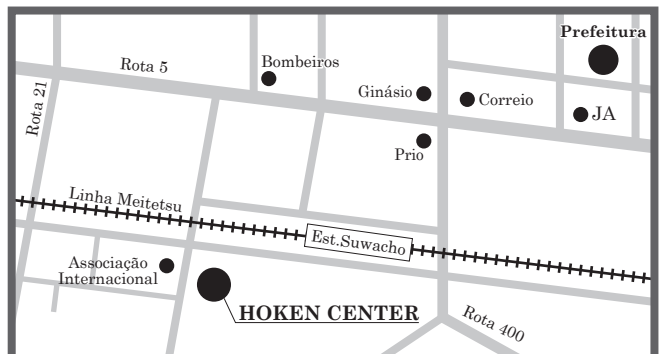 Prefeitura
Rota 5
Bombeiros
Rota 21
Ginásio
Correio
JA
Prio
Linha Meitetsu
Est.Suwacho
Associação
Internacional
HOKEN CENTER
Rota 400